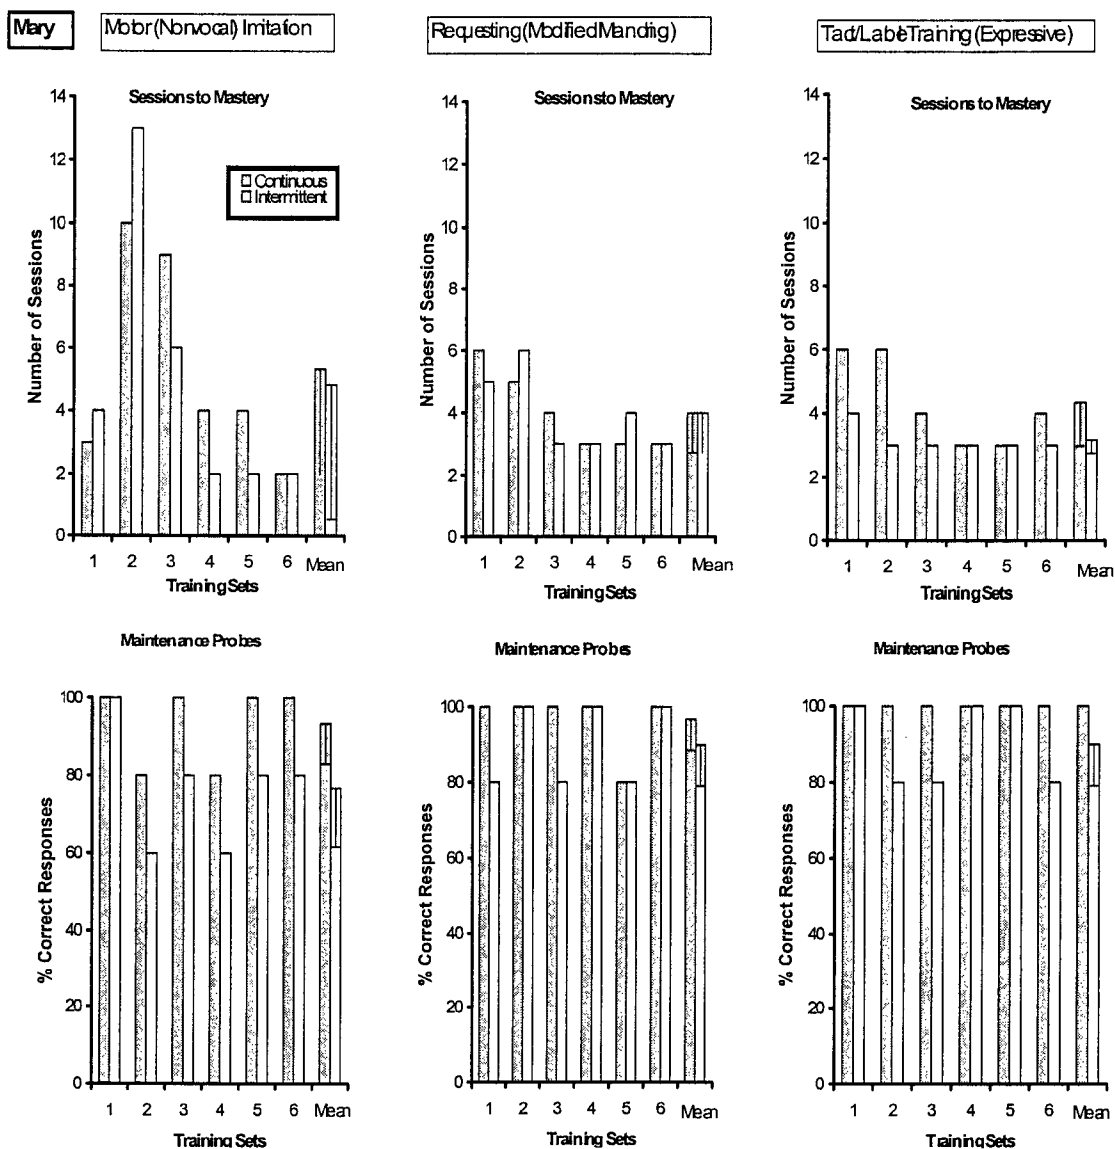 Mary
Motor (Nonvocal) Imitation
Requesting (Modified Manding)
Tact/Label Training (Expressive)
Sessions to Mastery
14
12
10
8
6
4
2
0
Number of Sessions
Continuous
Intermittent
1 2 3 4 5 6 Mean
Training Sets
Sessions to Mastery
14
12
10
8
6
4
2
0
Number of Sessions
1 2 3 4 5 6 Mean
Training Sets
Sessions to Mastery
14
12
10
8
6
4
2
0
Number of Sessions
1 2 3 4 5 6 Mean
Training Sets
Maintenance Probes
100
80
60
40
20
0
% Correct Responses
1 2 3 4 5 6 Mean
Training Sets
Maintenance Probes
100
80
60
40
20
0
% Correct Responses
1 2 3 4 5 6 Mean
Training Sets
Maintenance Probes
100
80
60
40
20
0
% Correct Responses
1 2 3 4 5 6 Mean
Training Sets